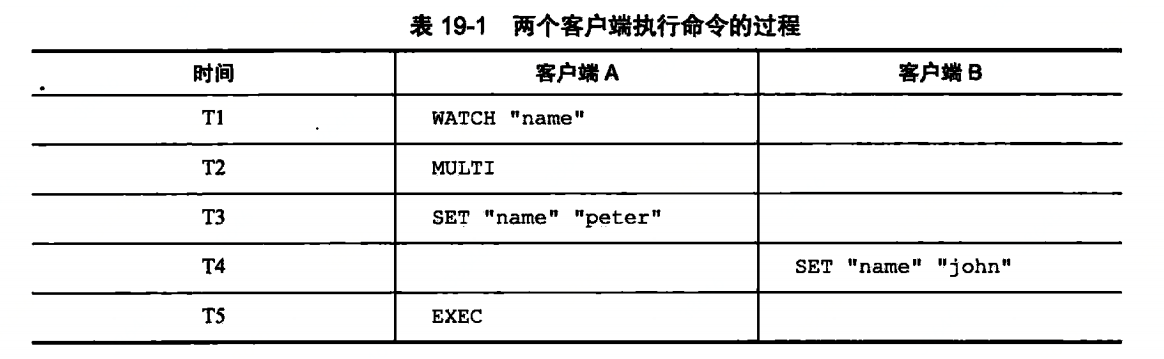 表 19-1 两个客户端执行命令的过程
时间 客户端 A 客户端 B
T1 WATCH "name"
T2 MULTI
T3 SET "name" "peter"
T4 SET "name" "john"
T5 EXEC